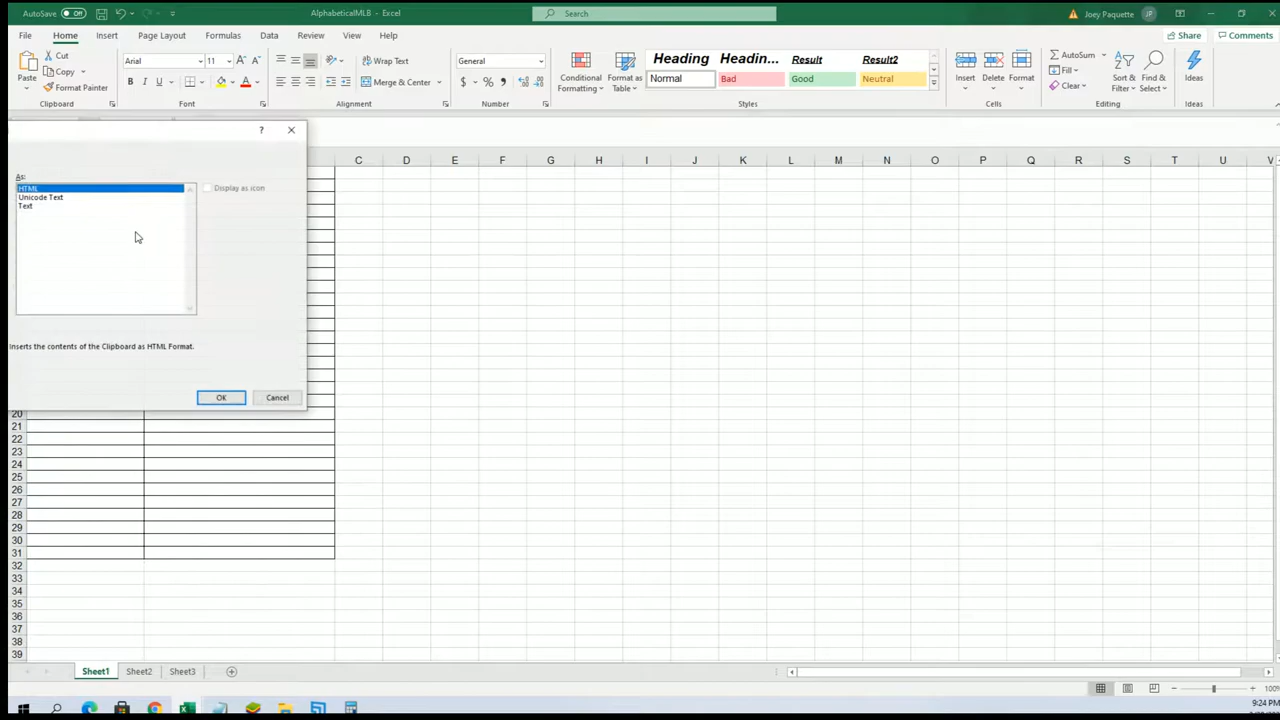 AutoSave Off AlphabeticalMLB - Excel Search Joey Paquette JP
File Home Insert Page Layout Formulas Data Review View Help Share Comments
Cut Arial 11 Wrap Text General Heading Headin... Result Result2 AutoSum
Paste Copy Conditional Format as Insert Delete Format Fill Sort & Find & Ideas
Format Painter Merge & Center Formatting Table Normal Bad Good Neutral Clear Filter Select
Clipboard Font Alignment Number Styles Cells Editing Ideas
C D E F G H I J K L M N O P Q R S T U V
As:
HTML Display as icon
Unicode Text
Text
Inserts the contents of the Clipboard as HTML Format.
OK Cancel
20
21
22
23
24
25
26
27
28
29
30
31
32
33
34
35
36
37
38
39
Sheet1 Sheet2 Sheet3
100%
9:24 PM